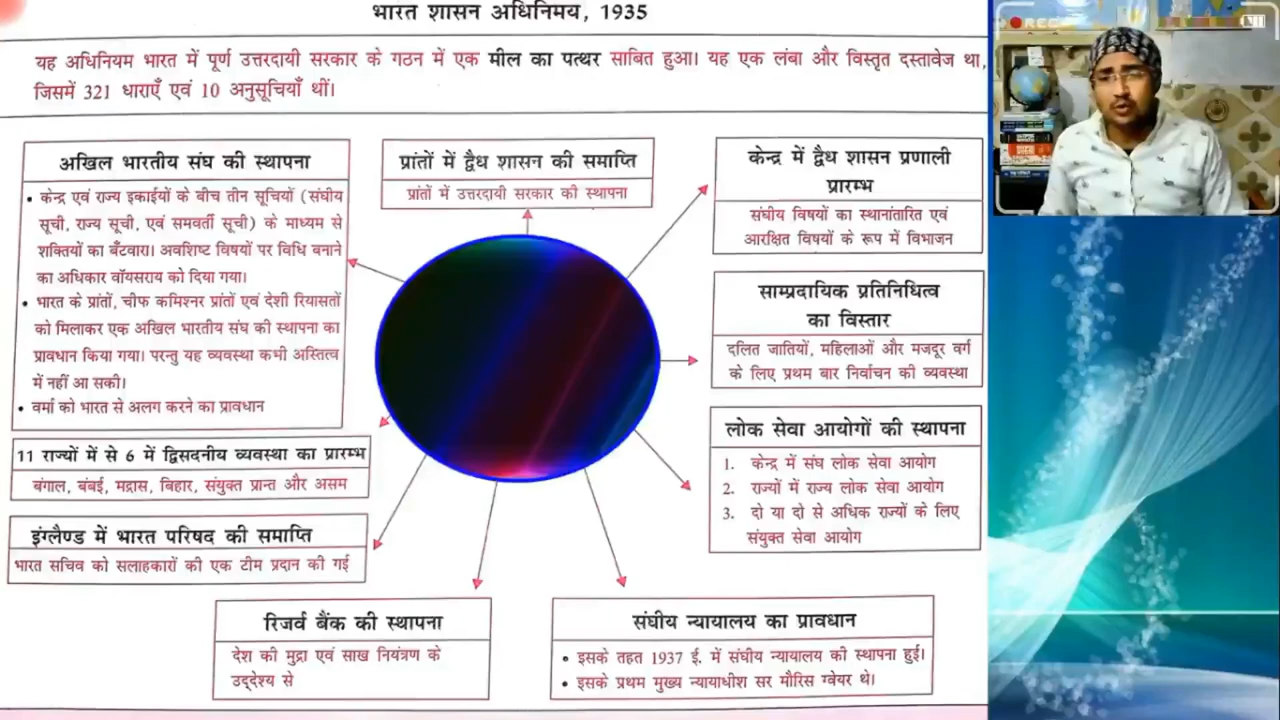 भारत शासन अधिनिमय, 1935
यह अधिनियम भारत में पूर्ण उत्तरदायी सरकार के गठन में एक मील का पत्थर साबित हुआ। यह एक लंबा और विस्तृत दस्तावेज था,
जिसमें 321 धाराएँ एवं 10 अनुसूचियाँ थीं।
अखिल भारतीय संघ की स्थापना
• केन्द्र एवं राज्य इकाईयों के बीच तीन सूचियों (संघीय
सूची, राज्य सूची, एवं समवर्ती सूची) के माध्यम से
शक्तियों का बँटवारा। अवशिष्ट विषयों पर विधि बनाने
का अधिकार वॉयसराय को दिया गया।
• भारत के प्रांतों, चीफ कमिश्नर प्रांतों एवं देशी रियासतों
को मिलाकर एक अखिल भारतीय संघ की स्थापना का
प्रावधान किया गया। परन्तु यह व्यवस्था कभी अस्तित्व
में नहीं आ सकी।
• वर्मा को भारत से अलग करने का प्रावधान
11 राज्यों में से 6 में द्विसदनीय व्यवस्था का प्रारम्भ
बंगाल, बंबई, मद्रास, बिहार, संयुक्त प्रान्त और असम
इंग्लैण्ड में भारत परिषद की समाप्ति
भारत सचिव को सलाहकारों की एक टीम प्रदान की गई
प्रांतों में द्वैध शासन की समाप्ति
प्रांतों में उत्तरदायी सरकार की स्थापना
केन्द्र में द्वैध शासन प्रणाली
प्रारम्भ
संघीय विषयों का स्थानांतारित एवं
आरक्षित विषयों के रूप में विभाजन
साम्प्रदायिक प्रतिनिधित्व
का विस्तार
दलित जातियों, महिलाओं और मजदूर वर्ग
के लिए प्रथम बार निर्वाचन की व्यवस्था
लोक सेवा आयोगों की स्थापना
1. केन्द्र में संघ लोक सेवा आयोग
2. राज्यों में राज्य लोक सेवा आयोग
3. दो या दो से अधिक राज्यों के लिए
संयुक्त सेवा आयोग
रिजर्व बैंक की स्थापना
देश की मुद्रा एवं साख नियंत्रण के
उद्देश्य से
संघीय न्यायालय का प्रावधान
• इसके तहत 1937 ई. में संघीय न्यायालय की स्थापना हुई।
• इसके प्रथम मुख्य न्यायाधीश सर मौरिस ग्वेयर थे।